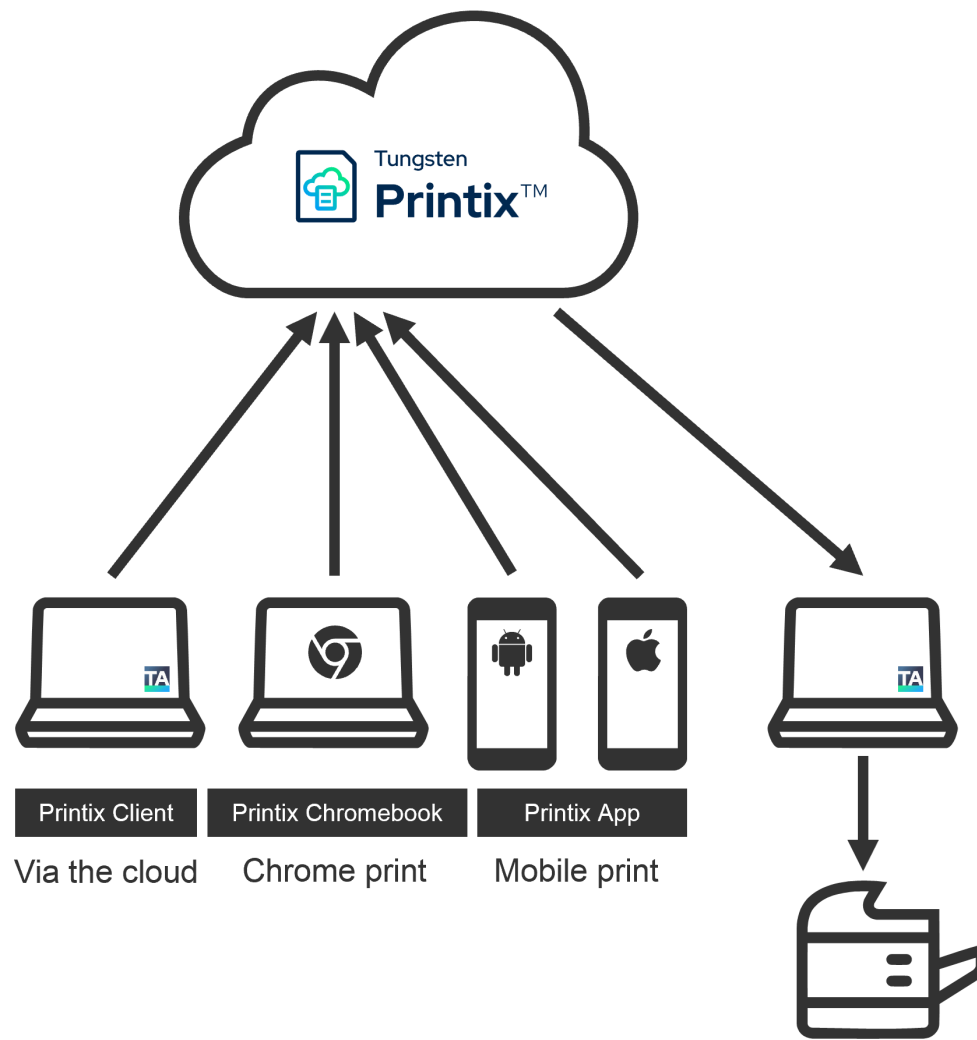 Tungsten
Printix™
TA
TA
Printix Client
Printix Chromebook
Printix App
Via the cloud
Chrome print
Mobile print